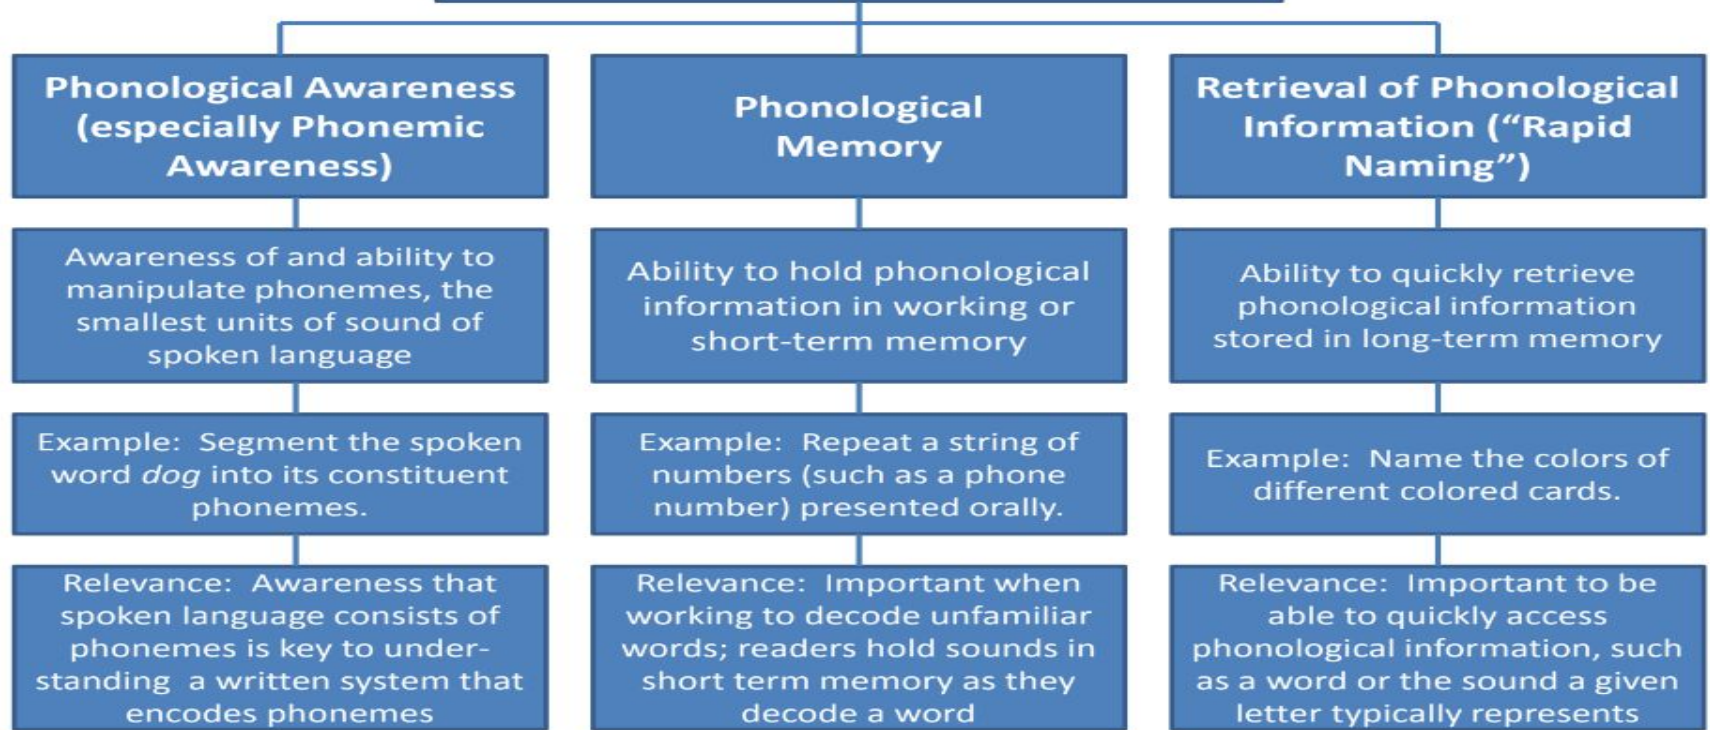 Phonological Awareness
(especially Phonemic
Awareness)
Awareness of and ability to
manipulate phonemes, the
smallest units of sound of
spoken language
Example:  Segment the spoken
word dog into its constituent
phonemes.
Relevance:  Awareness that
spoken language consists of
phonemes is key to under-
standing  a written system that
encodes phonemes
Phonological
Memory
Ability to hold phonological
information in working or
short-term memory
Example:  Repeat a string of
numbers (such as a phone
number) presented orally.
Relevance:  Important when
working to decode unfamiliar
words; readers hold sounds in
short term memory as they
decode a word
Retrieval of Phonological
Information (“Rapid
Naming”)
Ability to quickly retrieve
phonological information
stored in long-term memory
Example:  Name the colors of
different colored cards.
Relevance:  Important to be
able to quickly access
phonological information, such
as a word or the sound a given
letter typically represents